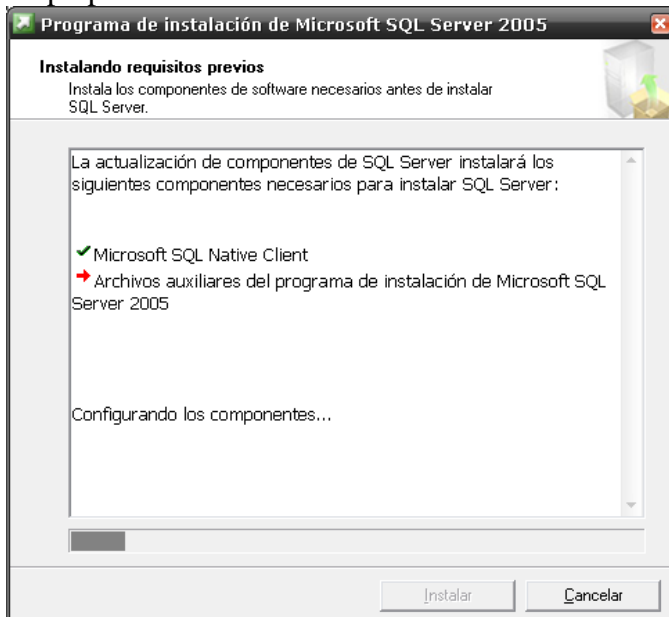 Programa de instalación de Microsoft SQL Server 2005
Instalando requisitos previos
Instala los componentes de software necesarios antes de instalar
SQL Server.
La actualización de componentes de SQL Server instalará los
siguientes componentes necesarios para instalar SQL Server:
Microsoft SQL Native Client
Archivos auxiliares del programa de instalación de Microsoft SQL
Server 2005
Configurando los componentes...
Instalar
Cancelar